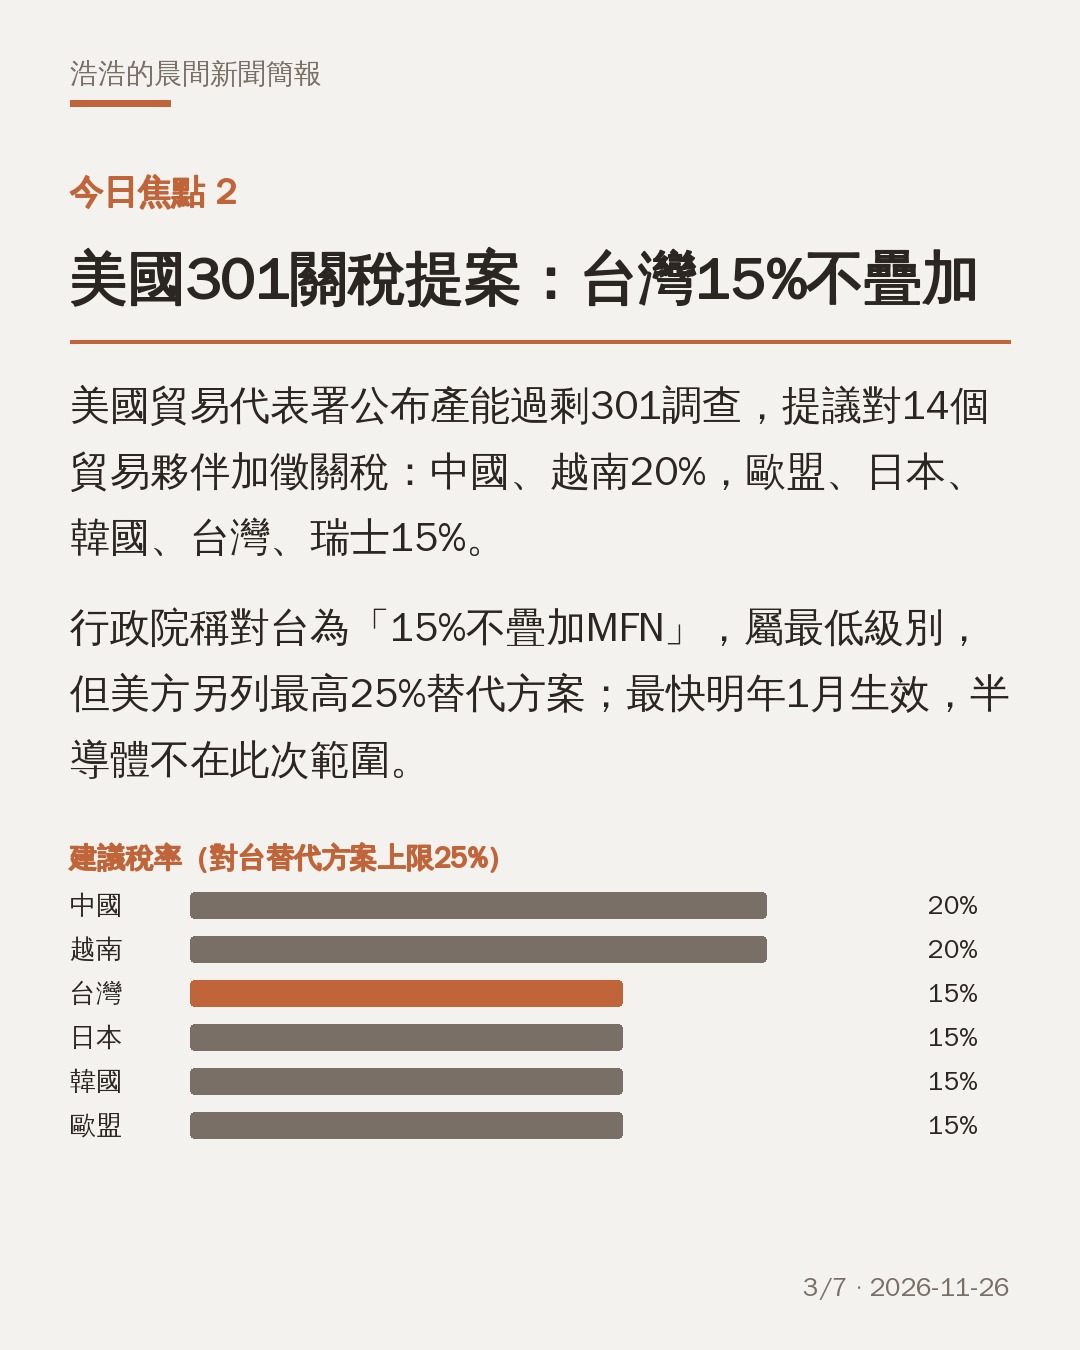 浩浩的晨間新聞簡報
今日焦點 2
美國301關稅提案：台灣15%不疊加
美國貿易代表署公布產能過剩301調查，提議對14個
貿易夥伴加徵關稅：中國、越南20%，歐盟、日本、
韓國、台灣、瑞士15%。
行政院稱對台為「15%不疊加MFN」，屬最低級別，
但美方另列最高25%替代方案；最快明年1月生效，半
導體不在此次範圍。
建議稅率（對台替代方案上限25%）
中國 20%
越南 20%
台灣 15%
日本 15%
韓國 15%
歐盟 15%
3/7 · 2026-11-26